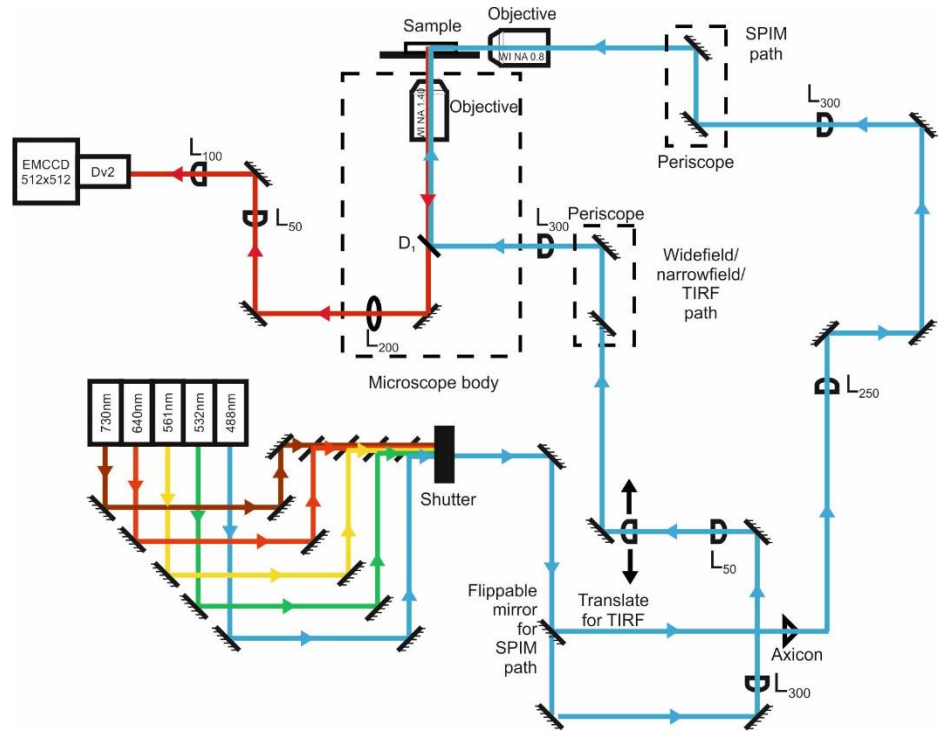 Objective
Sample
SPIM
path
WI NA 0.8
L300
WI NA 1.40
Objective
EMCCD
512x512
Dv2
L100
Periscope
L50
Periscope
L300
D1
Widefield/
narrowfield/
TIRF
path
L200
Microscope body
L250
730nm
640nm
561nm
532nm
488nm
Shutter
L50
Flippable
mirror
for
SPIM
path
Translate
for TIRF
Axicon
L300